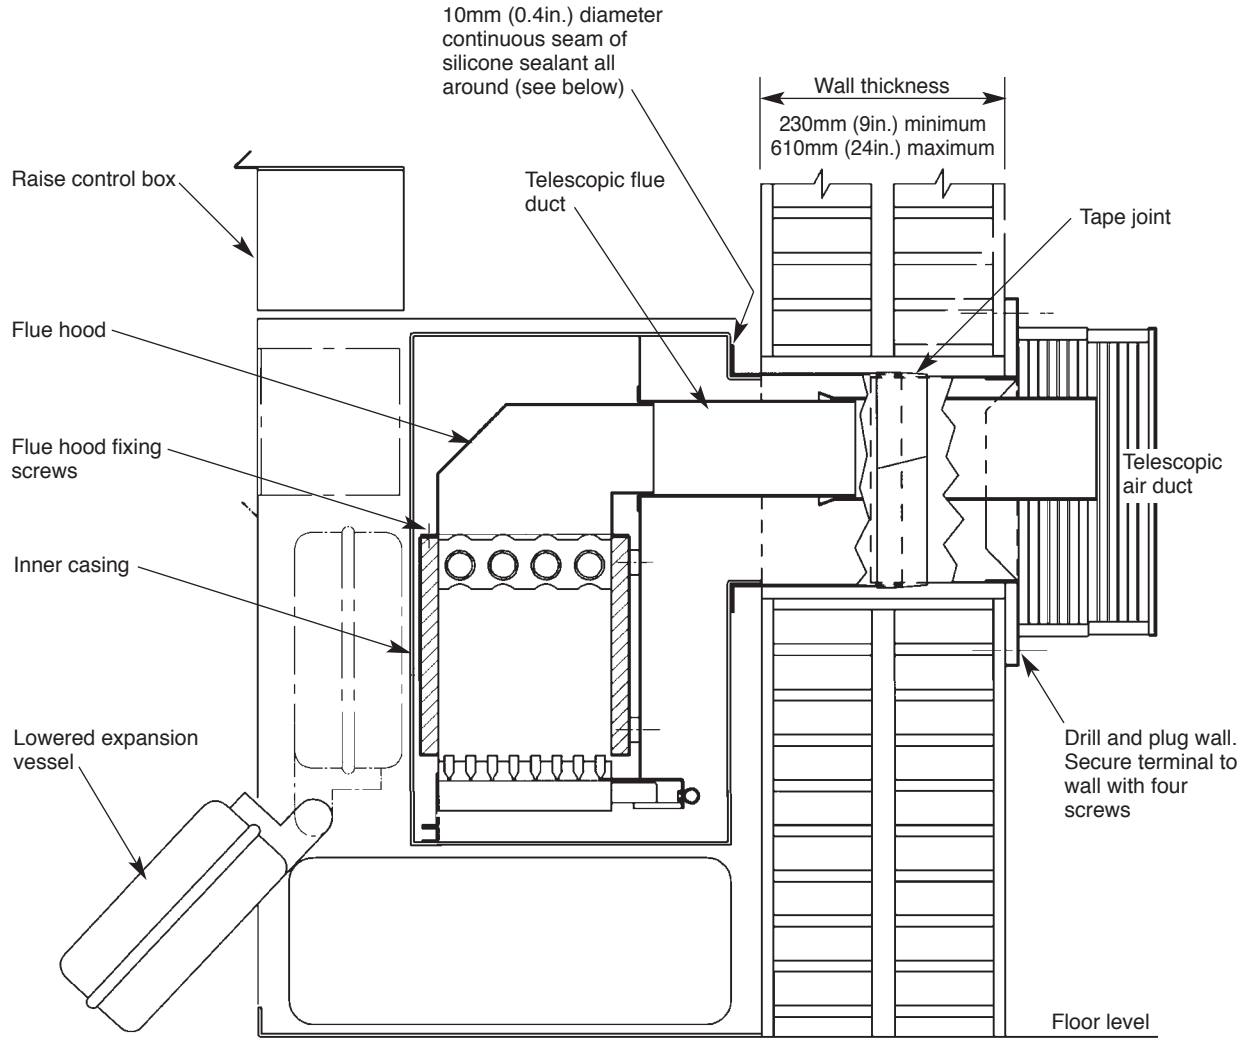 10mm (0.4in.) diameter
continuous seam of
silicone sealant all
around (see below)
Wall thickness
230mm (9in.) minimum
610mm (24in.) maximum
Raise control box
Telescopic flue
duct
Tape joint
Flue hood
Flue hood fixing
screws
Telescopic
air duct
Inner casing
Lowered expansion
vessel
Drill and plug wall.
Secure terminal to
wall with four
screws
Floor level